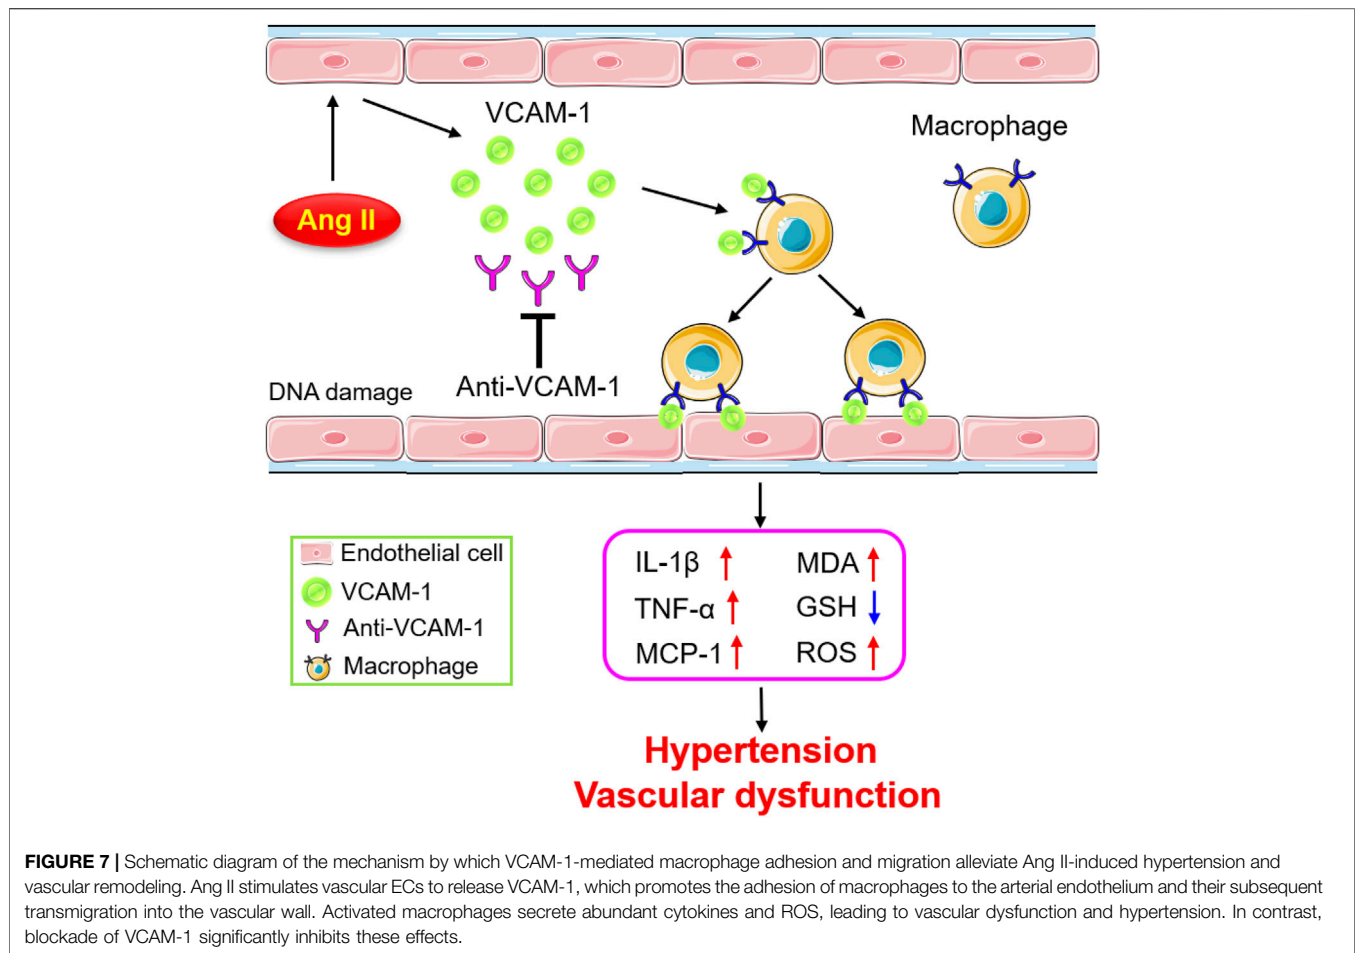 VCAM-1
Macrophage
Ang II
DNA damage
Anti-VCAM-1
Endothelial cell
VCAM-1
Anti-VCAM-1
Macrophage
IL-1β
MDA
TNF-α
GSH
MCP-1
ROS
Hypertension
Vascular dysfunction
FIGURE 7 | Schematic diagram of the mechanism by which VCAM-1-mediated macrophage adhesion and migration alleviate Ang II-induced hypertension and
vascular remodeling. Ang II stimulates vascular ECs to release VCAM-1, which promotes the adhesion of macrophages to the arterial endothelium and their subsequent
transmigration into the vascular wall. Activated macrophages secrete abundant cytokines and ROS, leading to vascular dysfunction and hypertension. In contrast,
blockade of VCAM-1 significantly inhibits these effects.